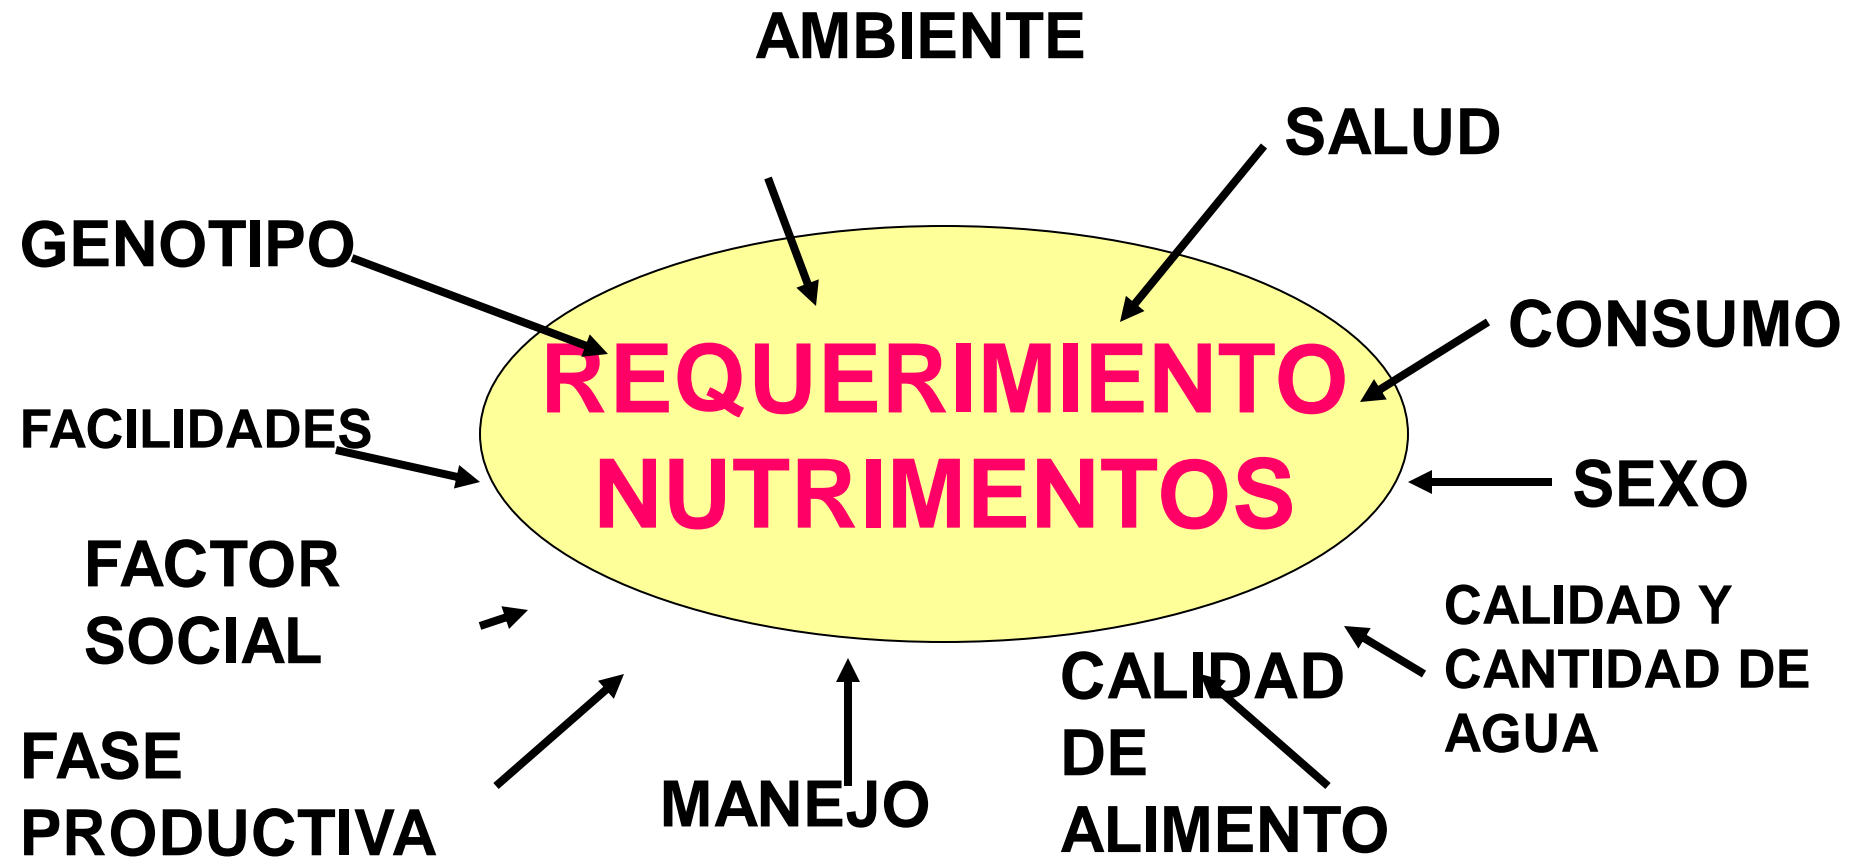 AMBIENTE
SALUD
GENOTIPO
CONSUMO
REQUERIMIENTO
NUTRIMENTOS
FACILIDADES
SEXO
FACTOR
SOCIAL
CALIDAD Y
CANTIDAD DE
AGUA
CALIDAD
DE
ALIMENTO
FASE
PRODUCTIVA
MANEJO